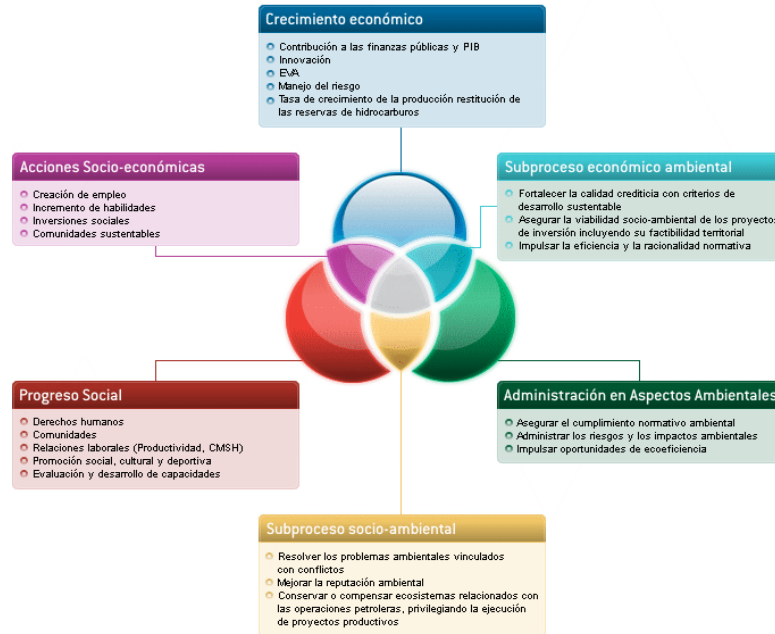 Crecimiento económico
Contribución a las finanzas públicas y PIB
Innovación
EVA
Manejo del riesgo
Tasa de crecimiento de la producción restitución de
las reservas de hidrocarburos
Acciones Socio-económicas
Creación de empleo
Incremento de habilidades
Inversiones sociales
Comunidades sustentables
Subproceso económico ambiental
Fortalecer la calidad crediticia con criterios de
desarrollo sustentable
Asegurar la viabilidad socio-ambiental de los proyectos
de inversión incluyendo su factibilidad territorial
Impulsar la eficiencia y la racionalidad normativa
Progreso Social
Derechos humanos
Comunidades
Relaciones laborales (Productividad, CMSH)
Promoción social, cultural y deportiva
Evaluación y desarrollo de capacidades
Administración en Aspectos Ambientales
Asegurar el cumplimiento normativo ambiental
Administrar los riesgos y los impactos ambientales
Impulsar oportunidades de ecoeficiencia
Subproceso socio-ambiental
Resolver los problemas ambientales vinculados
con conflictos
Mejorar la reputación ambiental
Conservar o compensar ecosistemas relacionados con
las operaciones petroleras, privilegiando la ejecución
de proyectos productivos